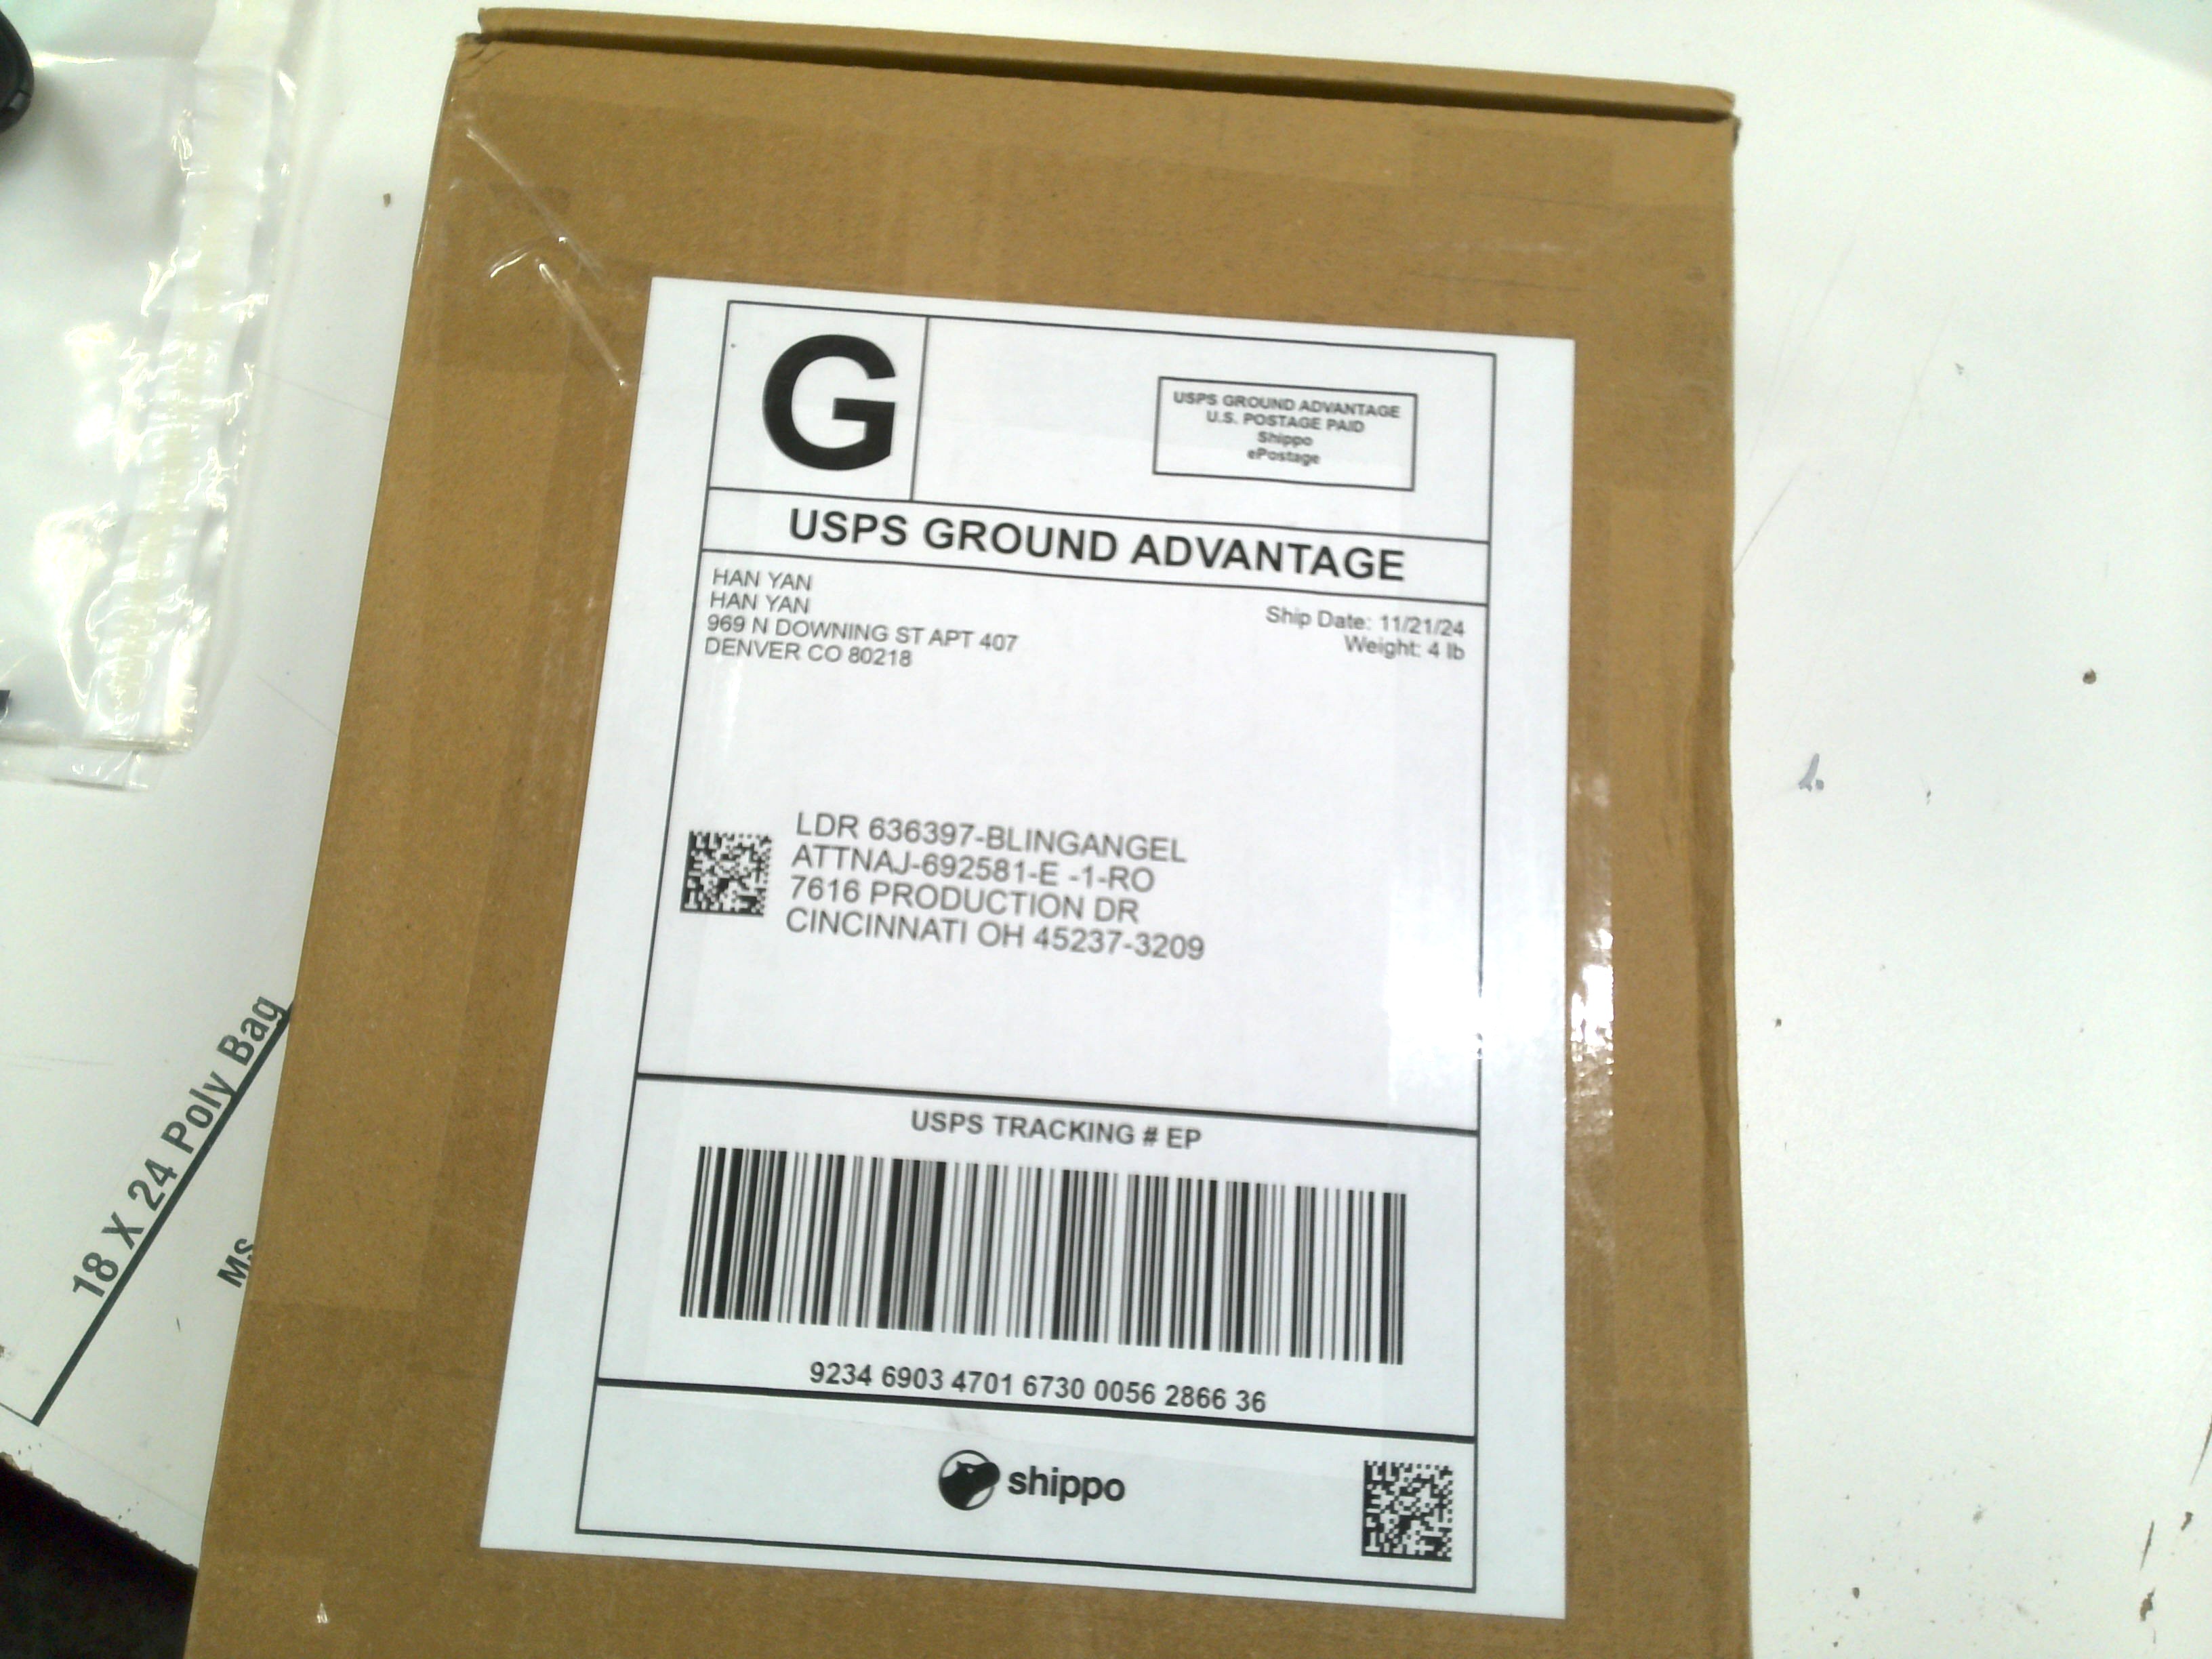 G
USPS GROUND ADVANTAGE
U.S. POSTAGE PAID
Shippo
ePostage
USPS GROUND ADVANTAGE
HAN YAN
HAN YAN
969 N DOWNING ST APT 407
DENVER CO 80218
Ship Date: 11/21/24
Weight: 4 lb
LDR 636397-BLINGANGEL
ATTNAJ-692581-E -1-RO
7616 PRODUCTION DR
CINCINNATI OH 45237-3209
USPS TRACKING # EP
9234 6903 4701 6730 0056 2866 36
shippo
18 X 24 Poly Bag
MS